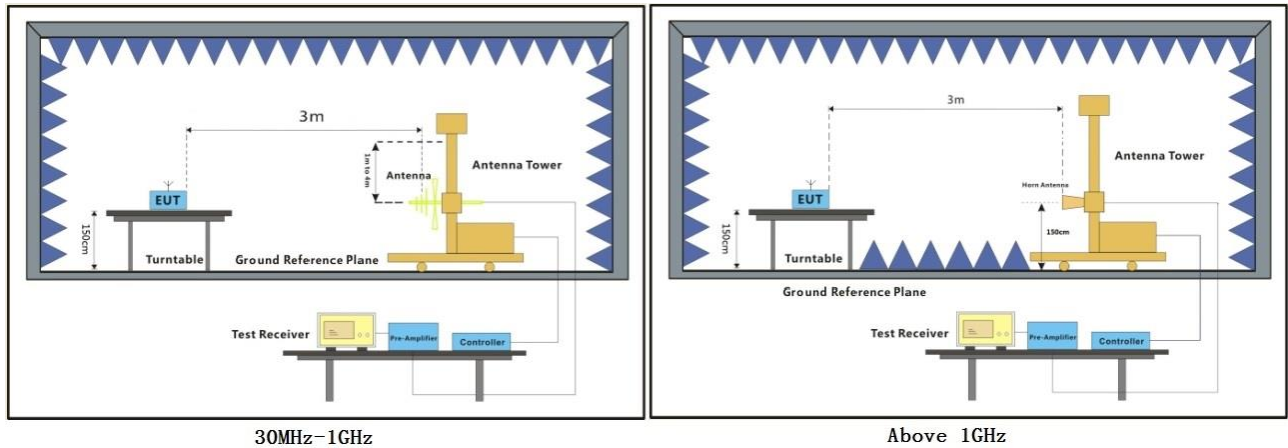 3m
1m to 4m
Antenna
Antenna Tower
EUT
150cm
Turntable
Ground Reference Plane
Test Receiver
Pre-Amplifier
Controller
30MHz-1GHz
3m
Antenna Tower
Horn Antenna
EUT
150cm
150cm
Turntable
Ground Reference Plane
Test Receiver
Pre-Amplifier
Controller
Above 1GHz